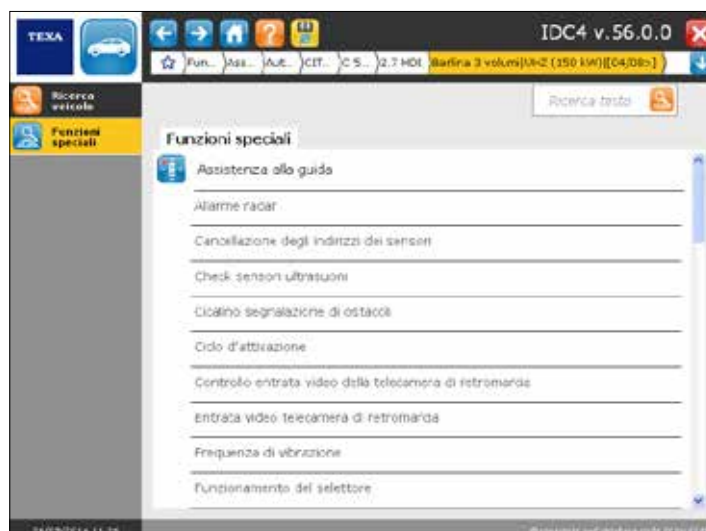 TEXA
IDC4 v.56.0.0
Fun... Ass... Aut... CIT... C 5... 2.7 HDI Berlina 3 volumi (150 kW)[04/08>]
Ricerca veicolo
Ricerca testo
Funzioni speciali
Funzioni speciali
Assistenza alla guida
Allarme radar
Cancellazione degli indirizzi dei sensori
Check sensori ultrasuoni
Cicalino segnalazione di ostacoli
Ciclo d'attivazione
Controllo entrata video della telecamera di retromarcia
Entrata video telecamera di retromarcia
Frequenza di vibrazione
Funzionamento del selettore